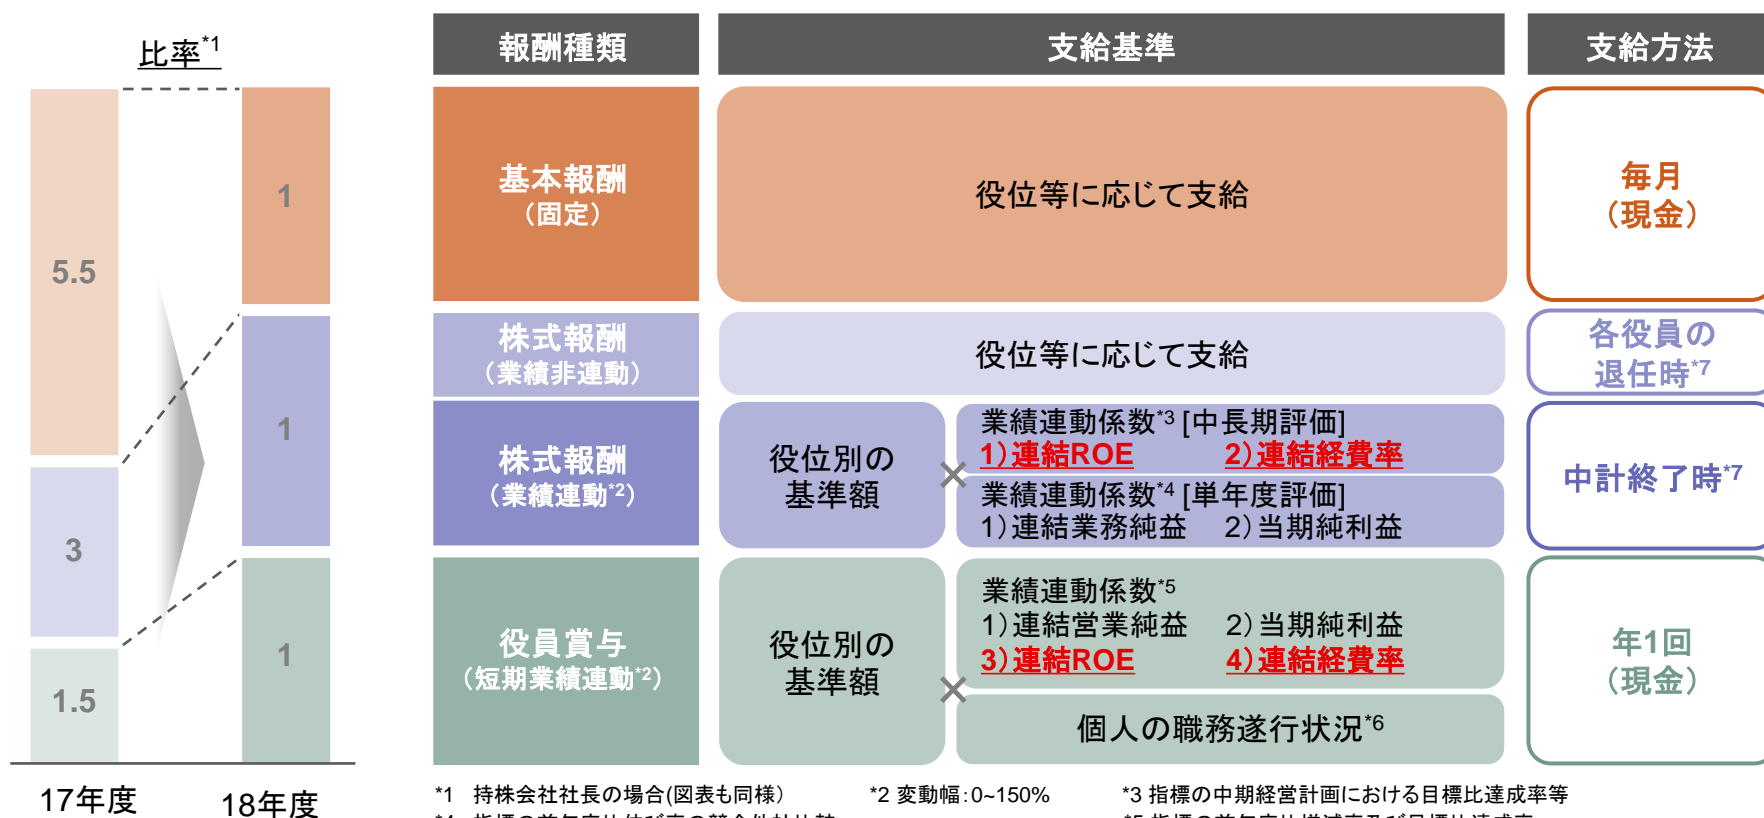 比率*1
5.5
3
1.5
1
1
1
17年度
18年度
報酬種類
支給基準
支給方法
基本報酬
（固定）
役位等に応じて支給
毎月
（現金）
株式報酬
（業績非連動）
役位等に応じて支給
各役員の
退任時*7
株式報酬
（業績連動*2）
役位別の
基準額
×
業績連動係数*3 [中長期評価]
1）連結ROE 2）連結経費率
業績連動係数*4 [単年度評価]
1）連結業務純益 2）当期純利益
中計終了時*7
役員賞与
（短期業績連動*2）
役位別の
基準額
×
業績連動係数*5
1）連結営業純益 2）当期純利益
3）連結ROE 4）連結経費率
個人の職務遂行状況*6
年1回
（現金）
*1 持株会社社長の場合(図表も同様） *2 変動幅：0~150% *3 指標の中期経営計画における目標比達成率等